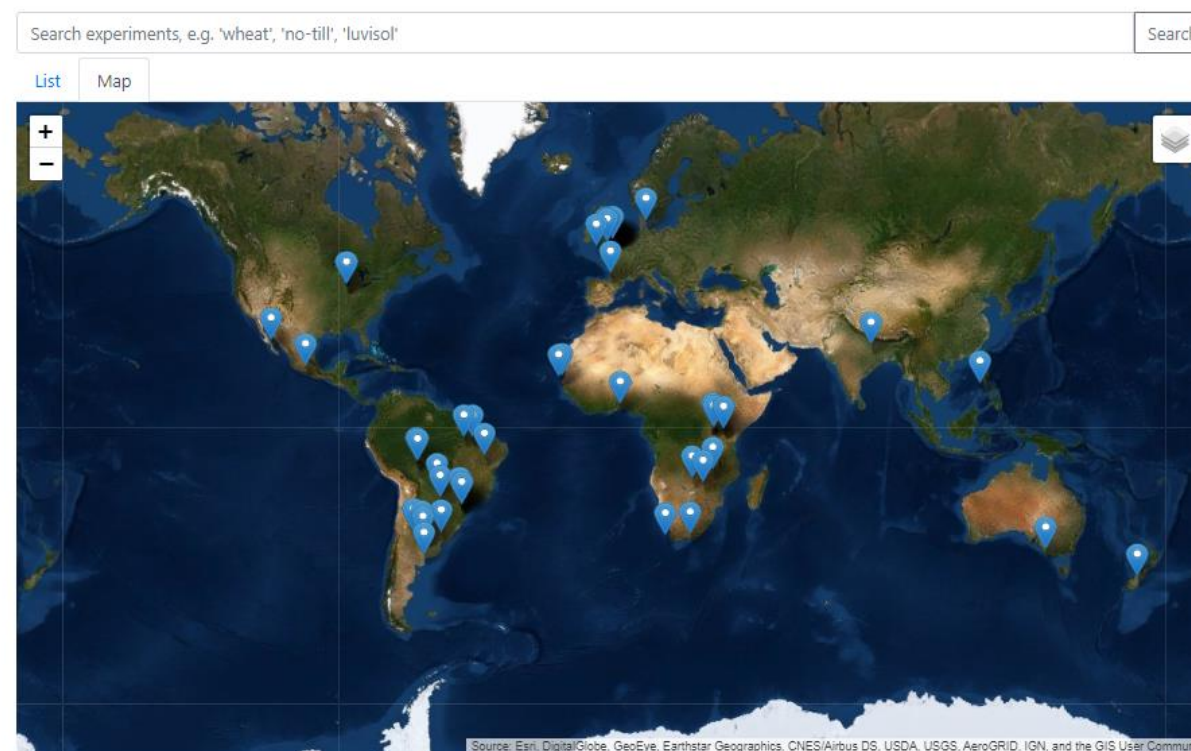 Search experiments, e.g. 'wheat', 'no-till', 'luvisol'
Search
List
Map
+
−
Source: Esri, DigitalGlobe, GeoEye, Earthstar Geographics, CNES/Airbus DS, USDA, USGS, AeroGRID, IGN, and the GIS User Commu